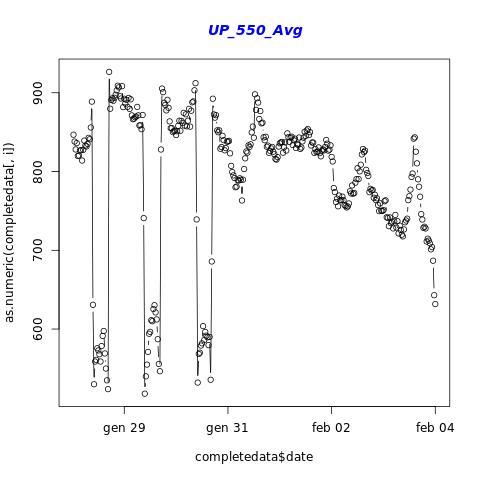 UP_550_Avg
as.numeric(completedata[, i])
900
800
700
600
gen 29
gen 31
feb 02
feb 04
completedata$date